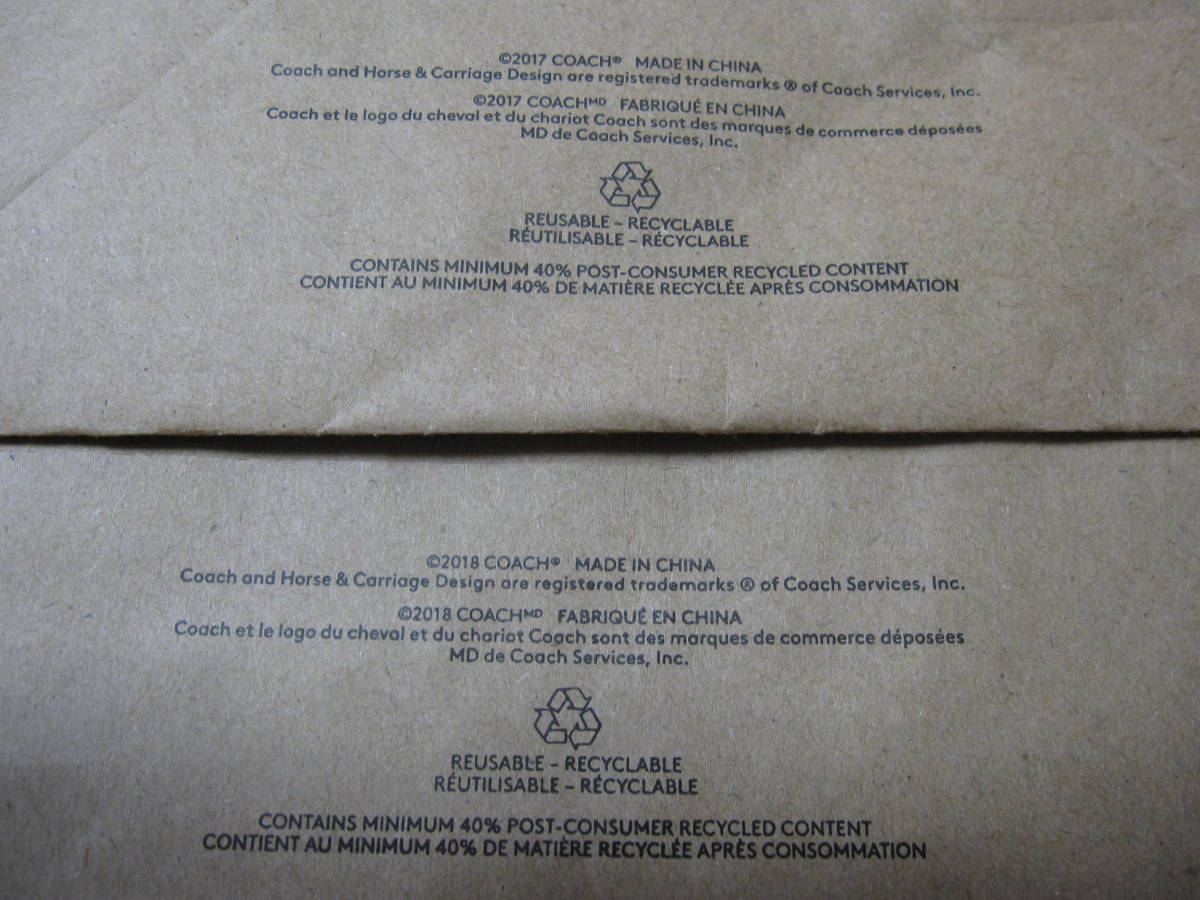 ©2017 COACH® MADE IN CHINA
Coach and Horse & Carriage Design are registered trademarks ® of Coach Services, Inc.
©2017 COACHMD FABRIQUÉ EN CHINA
Coach et le logo du cheval et du chariot Coach sont des marques de commerce déposées
MD de Coach Services, Inc.
REUSABLE – RECYCLABLE
RÉUTILISABLE – RÉCYCLABLE
CONTAINS MINIMUM 40% POST-CONSUMER RECYCLED CONTENT
CONTIENT AU MINIMUM 40% DE MATIÈRE RECYCLÉE APRÈS CONSOMMATION
©2018 COACH® MADE IN CHINA
Coach and Horse & Carriage Design are registered trademarks ® of Coach Services, Inc.
©2018 COACHMD FABRIQUÉ EN CHINA
Coach et le logo du cheval et du chariot Coach sont des marques de commerce déposées
MD de Coach Services, Inc.
REUSABLE – RECYCLABLE
RÉUTILISABLE – RÉCYCLABLE
CONTAINS MINIMUM 40% POST-CONSUMER RECYCLED CONTENT
CONTIENT AU MINIMUM 40% DE MATIÈRE RECYCLÉE APRÈS CONSOMMATION